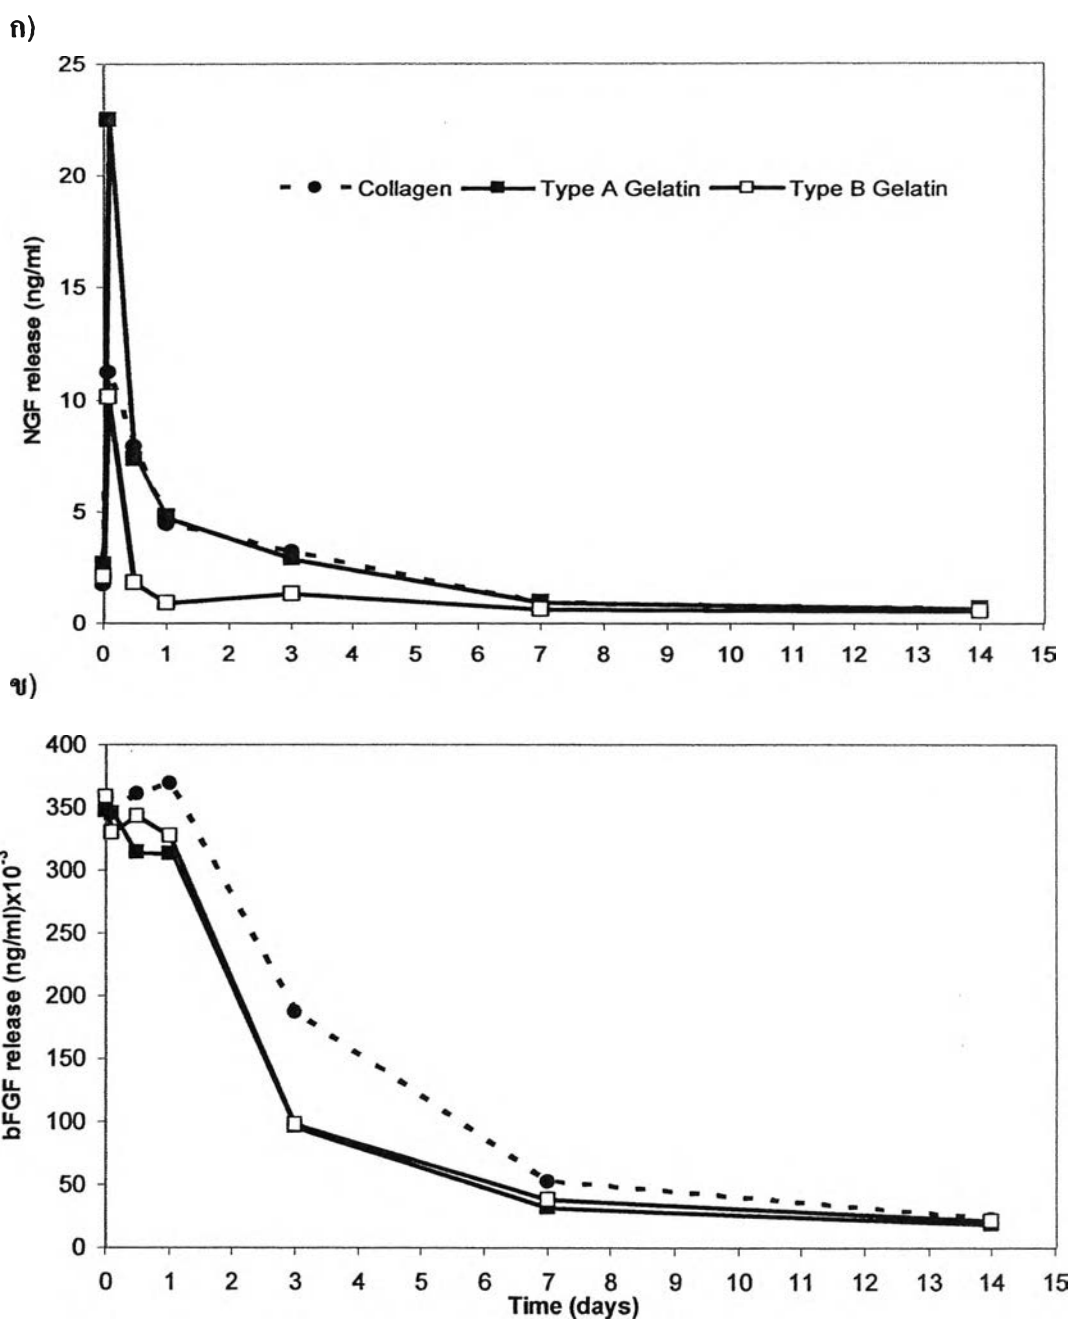 ก)
25
20
15
10
5
0
NGF release (ng/ml)
Collagen Type A Gelatin Type B Gelatin
0 1 2 3 4 5 6 7 8 9 10 11 12 13 14 15
ข)
400
350
300
250
200
150
100
50
0
bFGF release (ng/ml)x10⁻³
0 1 2 3 4 5 6 7 8 9 10 11 12 13 14 15
Time (days)